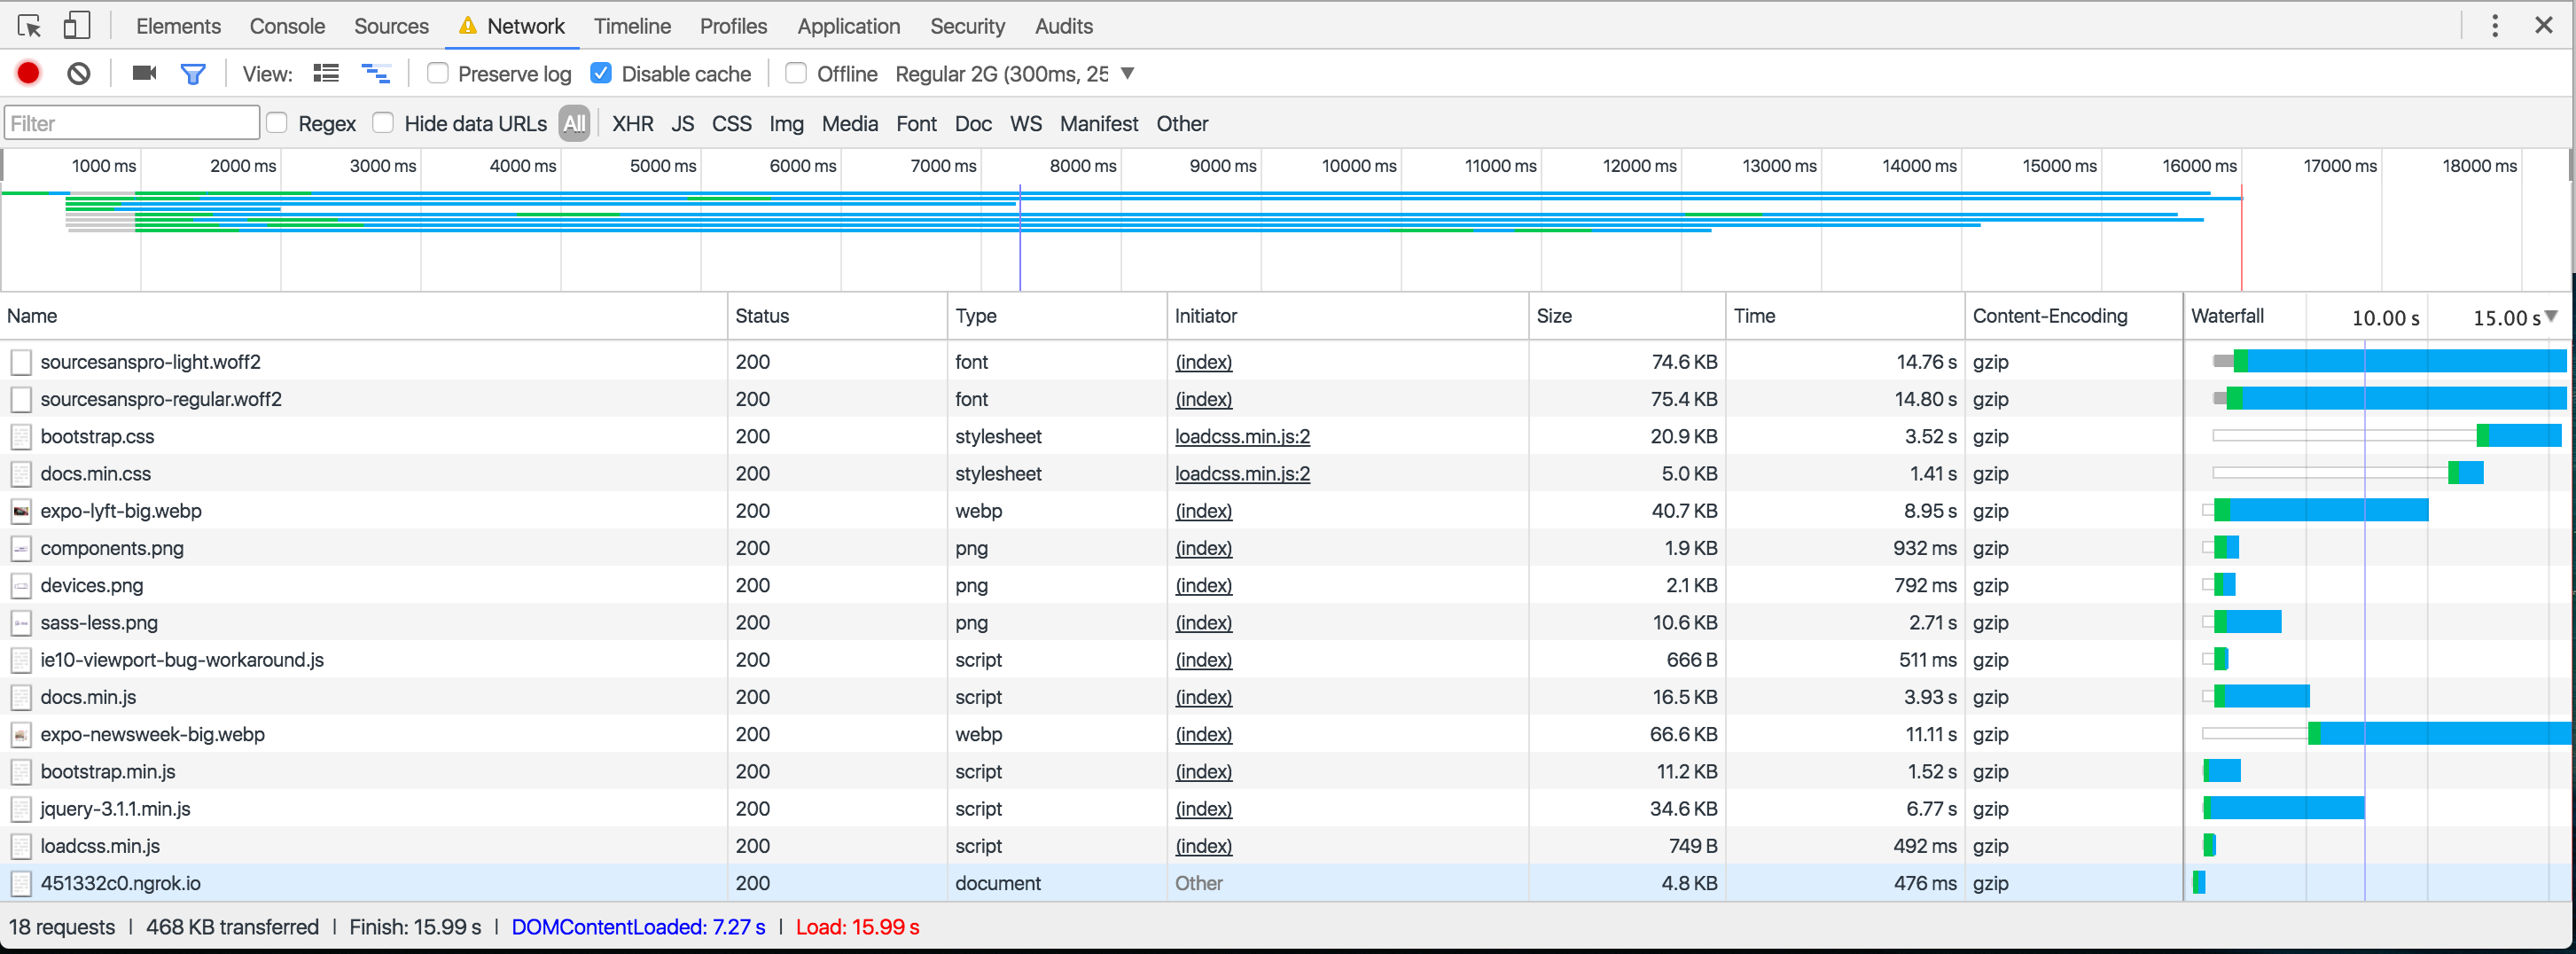 Elements Console Sources Network Timeline Profiles Application Security Audits
View: Preserve log Disable cache Offline Regular 2G (300ms, 25
Filter Regex Hide data URLs All XHR JS CSS Img Media Font Doc WS Manifest Other
1000 ms 2000 ms 3000 ms 4000 ms 5000 ms 6000 ms 7000 ms 8000 ms 9000 ms 10000 ms 11000 ms 12000 ms 13000 ms 14000 ms 15000 ms 16000 ms 17000 ms 18000 ms
Name Status Type Initiator Size Time Content-Encoding Waterfall 10.00 s 15.00 s
sourcesanspro-light.woff2 200 font (index) 74.6 KB 14.76 s gzip
sourcesanspro-regular.woff2 200 font (index) 75.4 KB 14.80 s gzip
bootstrap.css 200 stylesheet loadcss.min.js:2 20.9 KB 3.52 s gzip
docs.min.css 200 stylesheet loadcss.min.js:2 5.0 KB 1.41 s gzip
expo-lyft-big.webp 200 webp (index) 40.7 KB 8.95 s gzip
components.png 200 png (index) 1.9 KB 932 ms gzip
devices.png 200 png (index) 2.1 KB 792 ms gzip
sass-less.png 200 png (index) 10.6 KB 2.71 s gzip
ie10-viewport-bug-workaround.js 200 script (index) 666 B 511 ms gzip
docs.min.js 200 script (index) 16.5 KB 3.93 s gzip
expo-newsweek-big.webp 200 webp (index) 66.6 KB 11.11 s gzip
bootstrap.min.js 200 script (index) 11.2 KB 1.52 s gzip
jquery-3.1.1.min.js 200 script (index) 34.6 KB 6.77 s gzip
loadcss.min.js 200 script (index) 749 B 492 ms gzip
451332c0.ngrok.io 200 document Other 4.8 KB 476 ms gzip
18 requests | 468 KB transferred | Finish: 15.99 s | DOMContentLoaded: 7.27 s | Load: 15.99 s